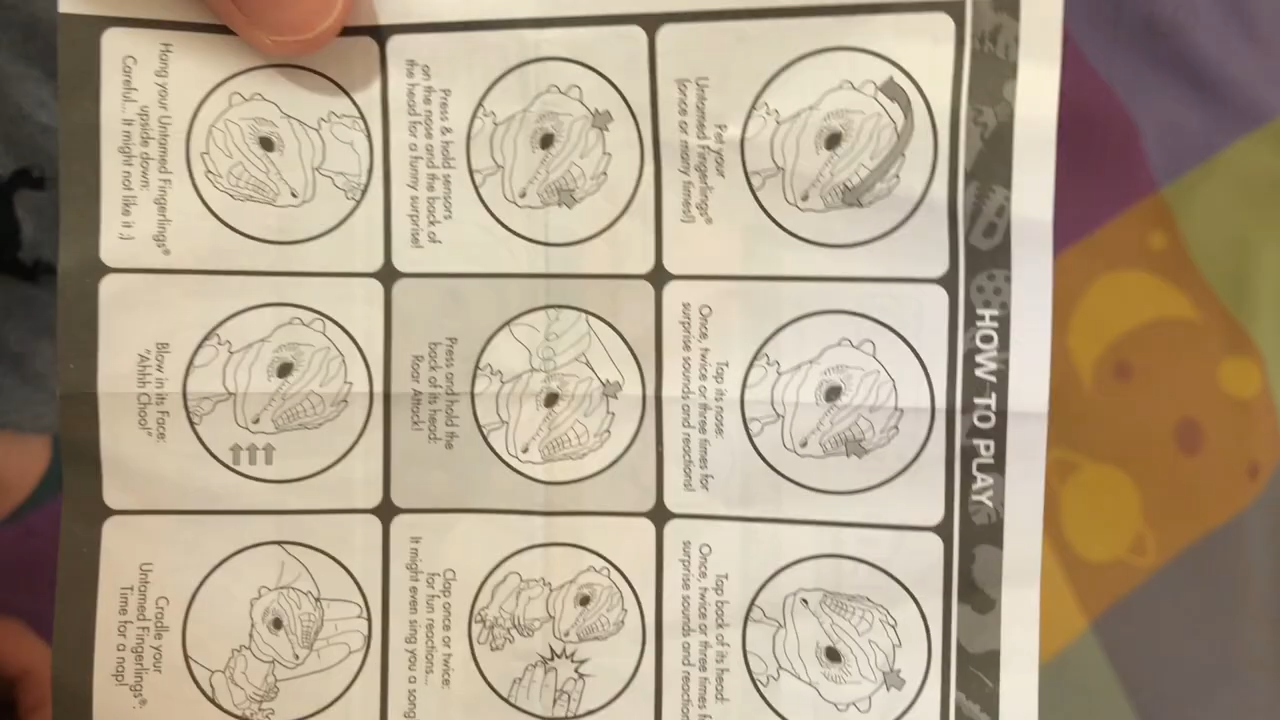 HOW TO PLAY
Pet your
Untamed Fingerlings®
(once or many times!)
Tap its nose:
Once, twice or three times for
surprise sounds and reactions!
Tap back of its head:
Once, twice or three times
surprise sounds and
Press & hold sensors
on the nose and the back of
the head for a funny surprise!
Press and hold the
back of its head:
Roar Attack!
Clap once or twice:
for fun reactions...
It might even sing you a song
Hang your Untamed Fingerlings®
upside down:
Careful... It might not like it ;)
Blow in its Face:
"Ahhh Choo!"
Cradle your
Untamed Fingerlings®:
Time for a nap!